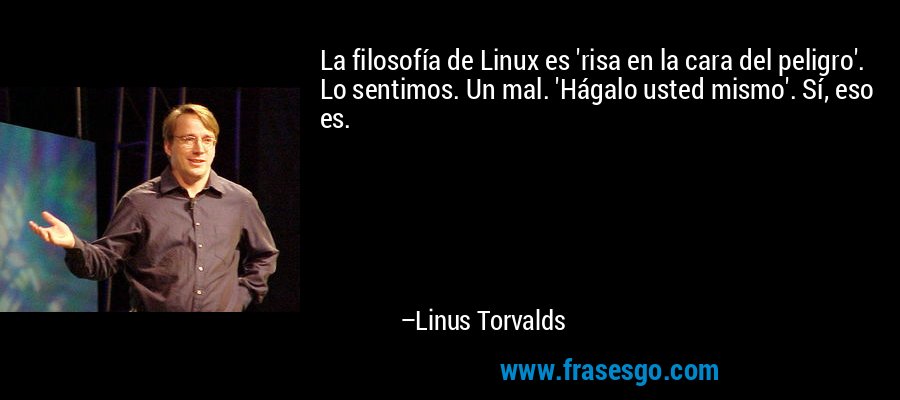 La filosofía de Linux es 'risa en la cara del peligro'.
Lo sentimos. Un mal. 'Hágalo usted mismo'. Sí, eso
es.
–Linus Torvalds
www.frasesgo.com